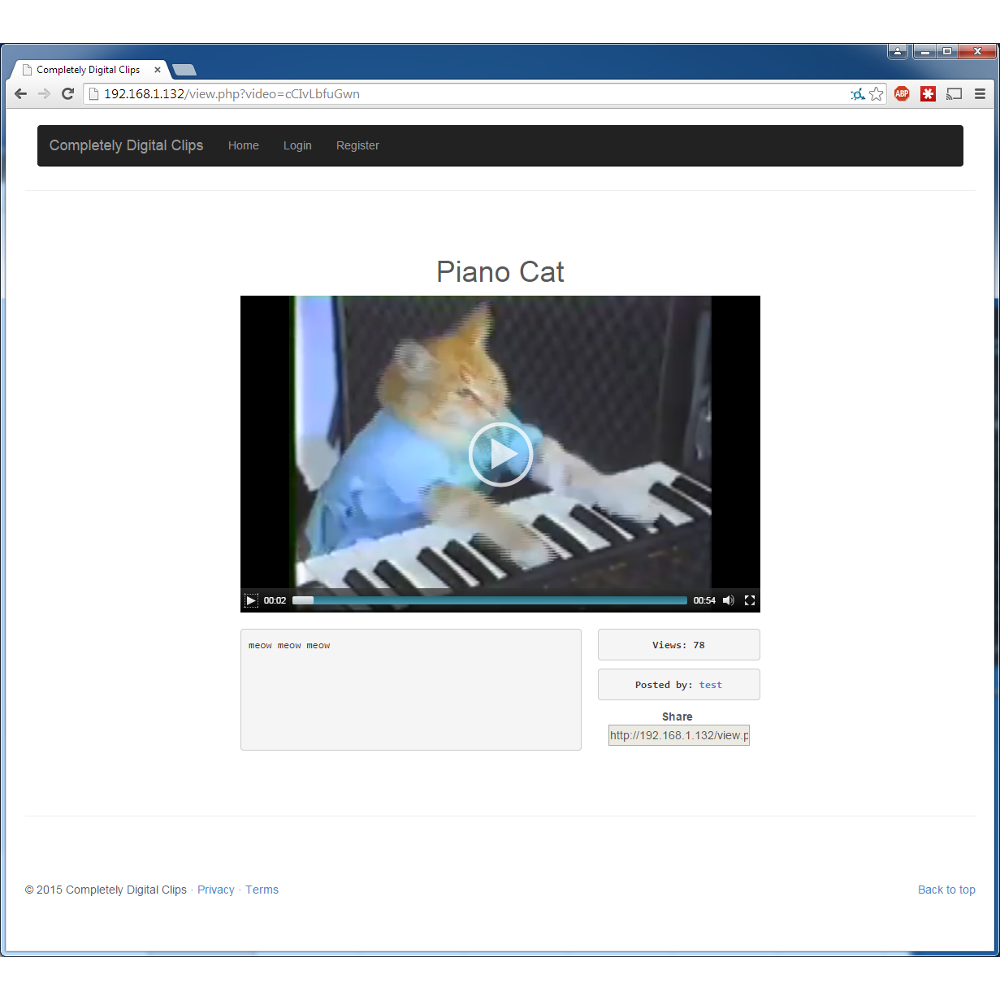 Completely Digital Clips
192.168.1.132/view.php?video=cCIvLbfuGwn
ABP
Completely Digital Clips Home Login Register
Piano Cat
00:02 00:54
meow meow meow
Views: 78
Posted by: test
Share
http://192.168.1.132/view.p
© 2015 Completely Digital Clips · Privacy · Terms
Back to top